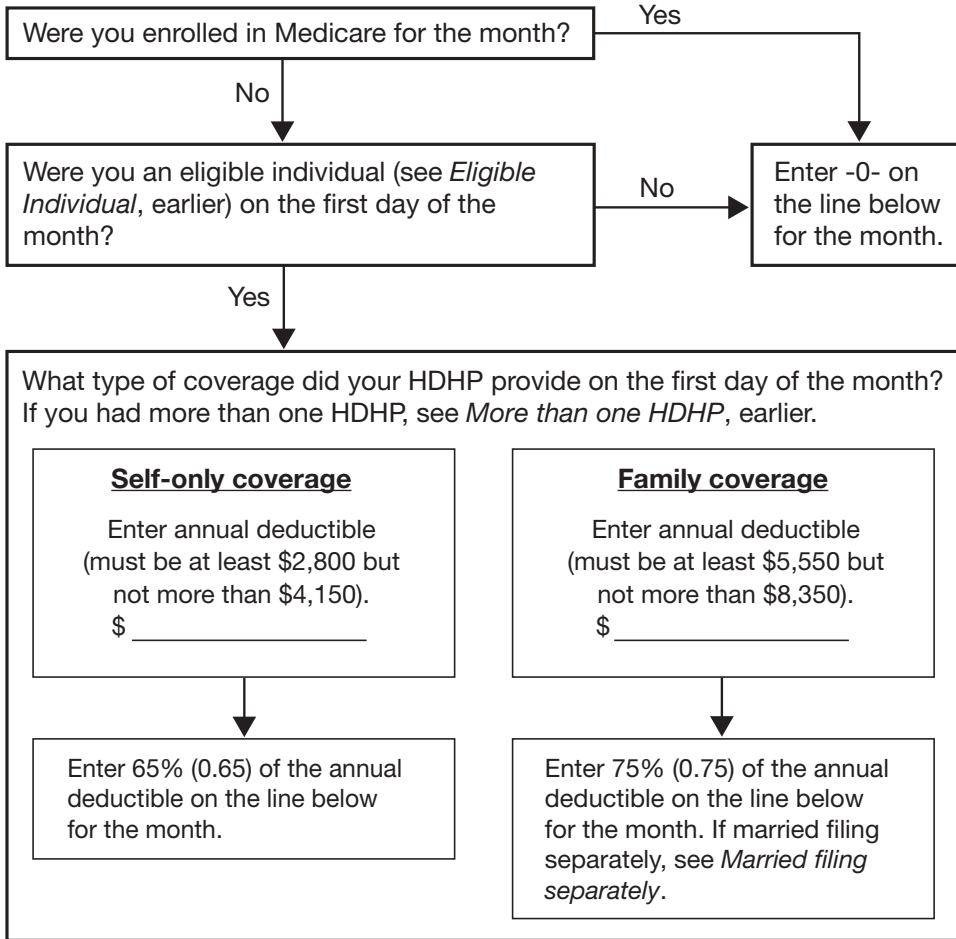 Were you enrolled in Medicare for the month?
Yes
No
Were you an eligible individual (see Eligible
Individual, earlier) on the first day of the
month?
No
Enter -0- on
the line below
for the month.
Yes
What type of coverage did your HDHP provide on the first day of the month?
If you had more than one HDHP, see More than one HDHP, earlier.
Self-only coverage
Enter annual deductible
(must be at least $2,800 but
not more than $4,150).
$
Enter 65% (0.65) of the annual
deductible on the line below
for the month.
Family coverage
Enter annual deductible
(must be at least $5,550 but
not more than $8,350).
$
Enter 75% (0.75) of the annual
deductible on the line below
for the month. If married filing
separately, see Married filing
separately.